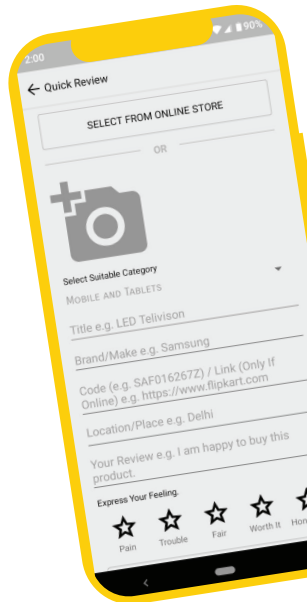 2:00
90%
Quick Review
SELECT FROM ONLINE STORE
OR
Select Suitable Category
MOBILE AND TABLETS
Title e.g. LED Telivison
Brand/Make e.g. Samsung
Code (e.g. SAF016267Z) / Link (Only If
Online) e.g. https://www.flipkart.com
Location/Place e.g. Delhi
Your Review e.g. I am happy to buy this
product.
Express Your Feeling.
Pain
Trouble
Fair
Worth It